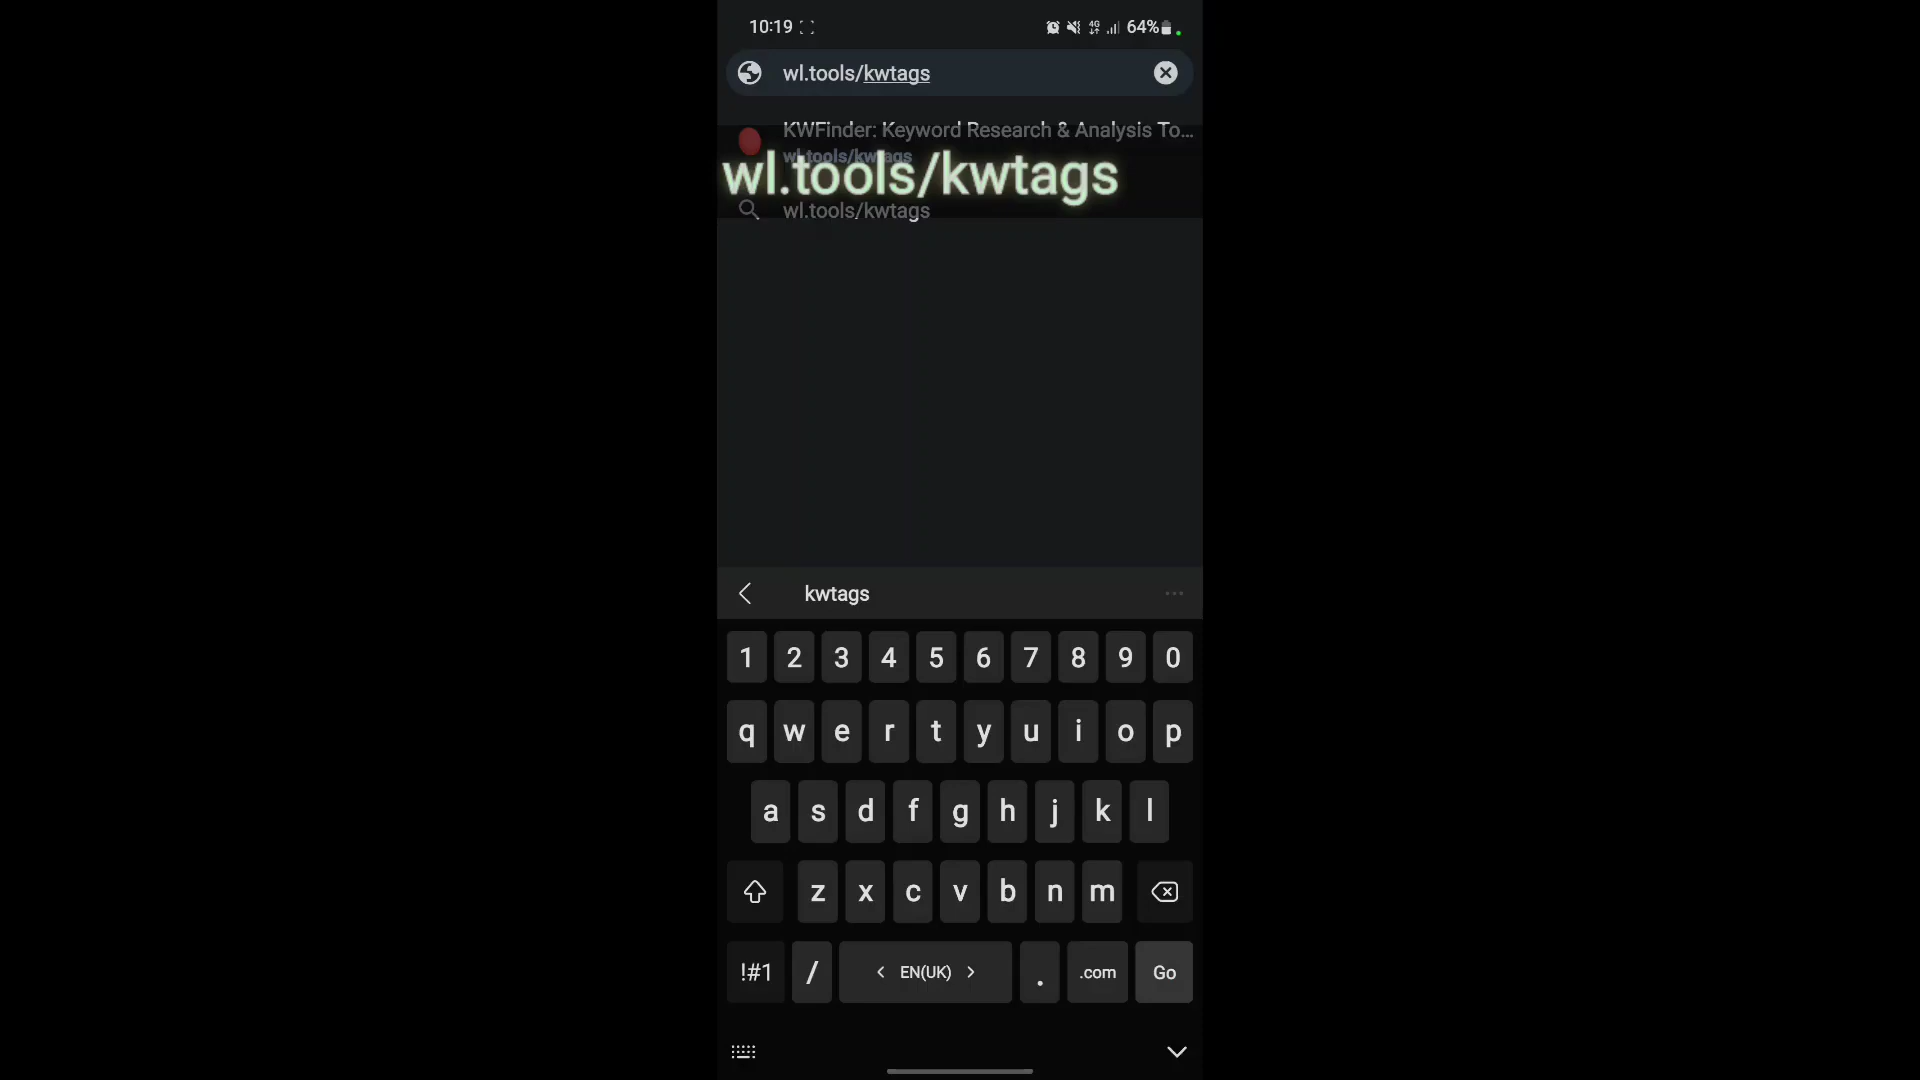 10:19 4G 64%
wl.tools/kwtags
KWFinder: Keyword Research & Analysis To...
wl.tools/kwtags
wl.tools/kwtags
wl.tools/kwtags
kwtags
1 2 3 4 5 6 7 8 9 0
q w e r t y u i o p
a s d f g h j k l
z x c v b n m
!#1 / < EN(UK) > . .com Go